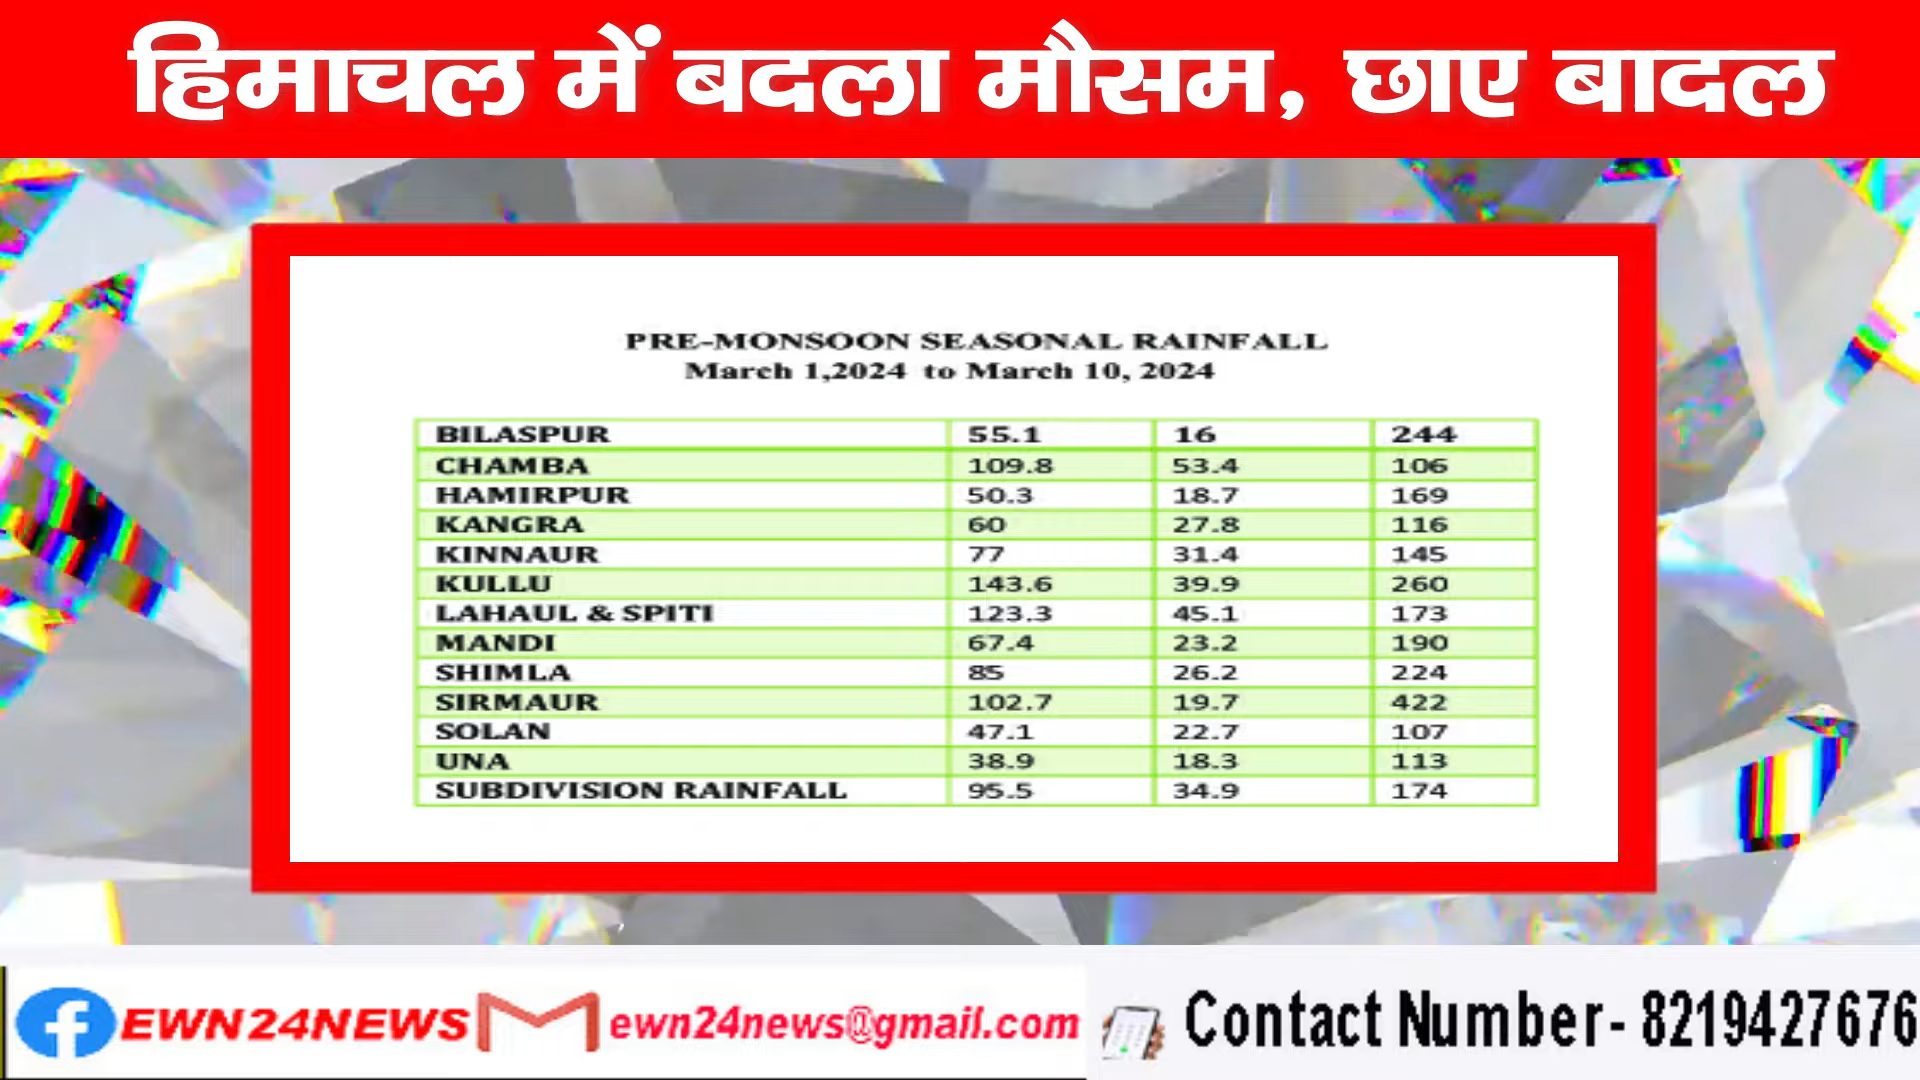 हिमाचल में बदला मौसम, छाए बादल
PRE-MONSOON SEASONAL RAINFALL
March 1,2024 to March 10, 2024
BILASPUR 55.1 16 244
CHAMBA 109.8 53.4 106
HAMIRPUR 50.3 18.7 169
KANGRA 60 27.8 116
KINNAUR 77 31.4 145
KULLU 143.6 39.9 260
LAHAUL & SPITI 123.3 45.1 173
MANDI 67.4 23.2 190
SHIMLA 85 26.2 224
SIRMAUR 102.7 19.7 422
SOLAN 47.1 22.7 107
UNA 38.9 18.3 113
SUBDIVISION RAINFALL 95.5 34.9 174
EWN24NEWS ewn24news@gmail.com Contact Number- 8219427676